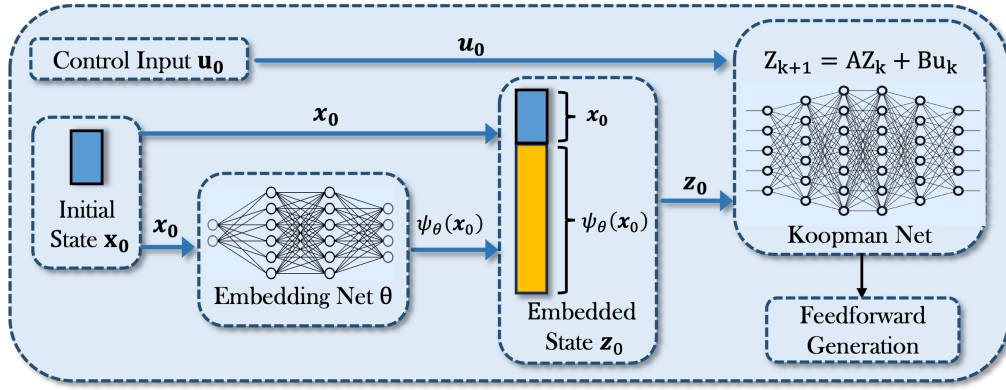 Control Input u₀
u₀
Z_{k+1} = AZ_k + Bu_k
x₀
x₀
Initial
State x₀
x₀
ψ_θ(x₀)
ψ_θ(x₀)
z₀
Koopman Net
Embedding Net θ
Embedded
State z₀
Feedforward
Generation